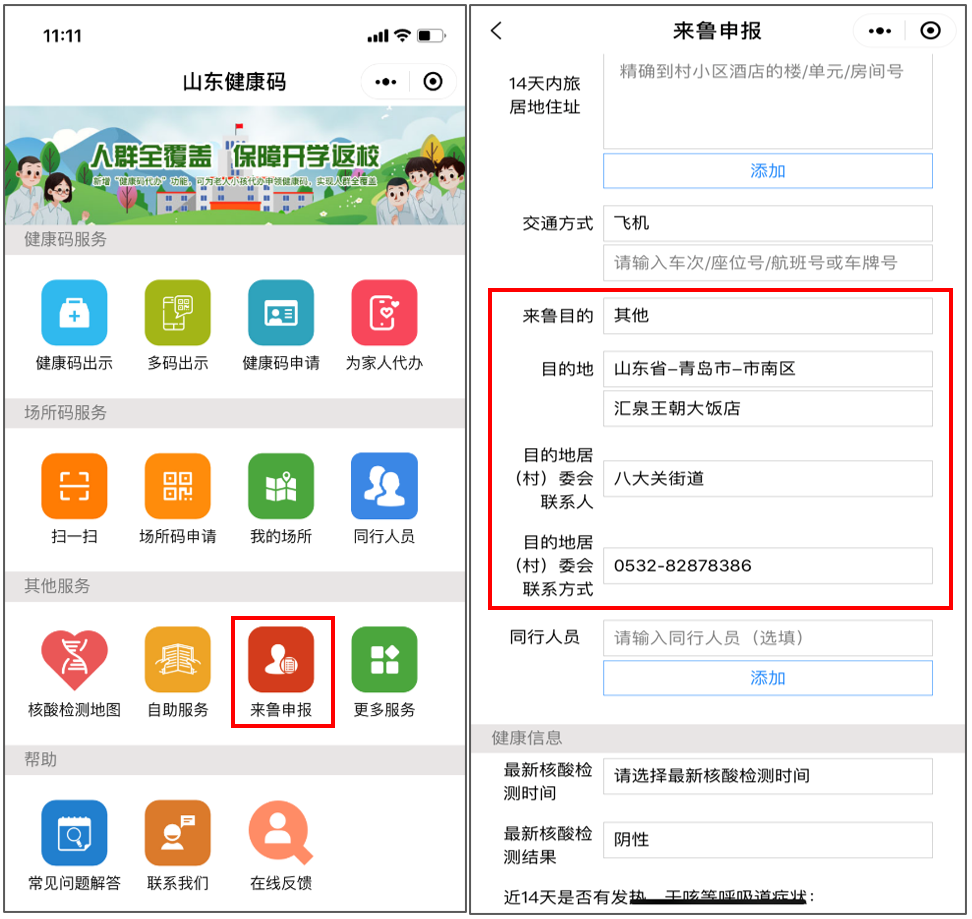 11:11
山东健康码
人群全覆盖 保障开学返校
新增“健康码代办”功能，可为老人小孩代办申领健康码，实现人群全覆盖
健康码服务
健康码出示 多码出示 健康码申请 为家人代办
场所码服务
扫一扫 场所码申请 我的场所 同行人员
其他服务
核酸检测地图 自助服务 来鲁申报 更多服务
帮助
常见问题解答 联系我们 在线反馈
来鲁申报
14天内旅
居地住址
精确到村小区酒店的楼/单元/房间号
添加
交通方式 飞机
请输入车次/座位号/航班号或车牌号
来鲁目的 其他
目的地 山东省-青岛市-市南区
汇泉王朝大饭店
目的地居
（村）委会
联系人
八大关街道
目的地居
（村）委会
联系方式
0532-82878386
同行人员 请输入同行人员（选填）
添加
健康信息
最新核酸检
测时间
请选择最新核酸检测时间
最新核酸检
测结果
阴性
近14天是否有发热、干咳等呼吸道症状：